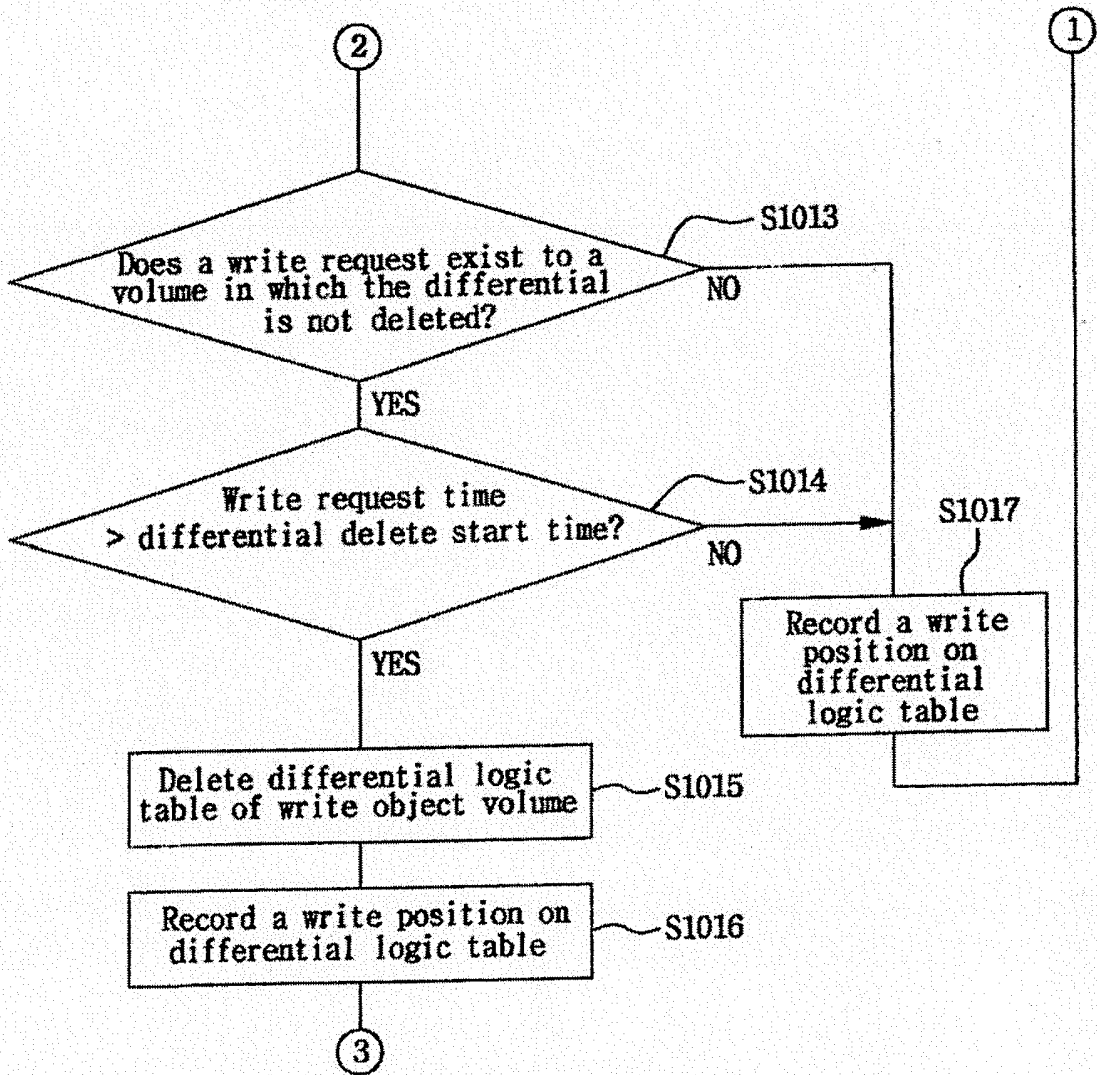 2
1
S1013
Does a write request exist to a
volume in which the differential
is not deleted?
NO
YES
S1014
Write request time
> differential delete start time?
NO
YES
S1017
Record a write
position on
differential
logic table
Delete differential logic
table of write object volume
S1015
Record a write position on
differential logic table
S1016
3